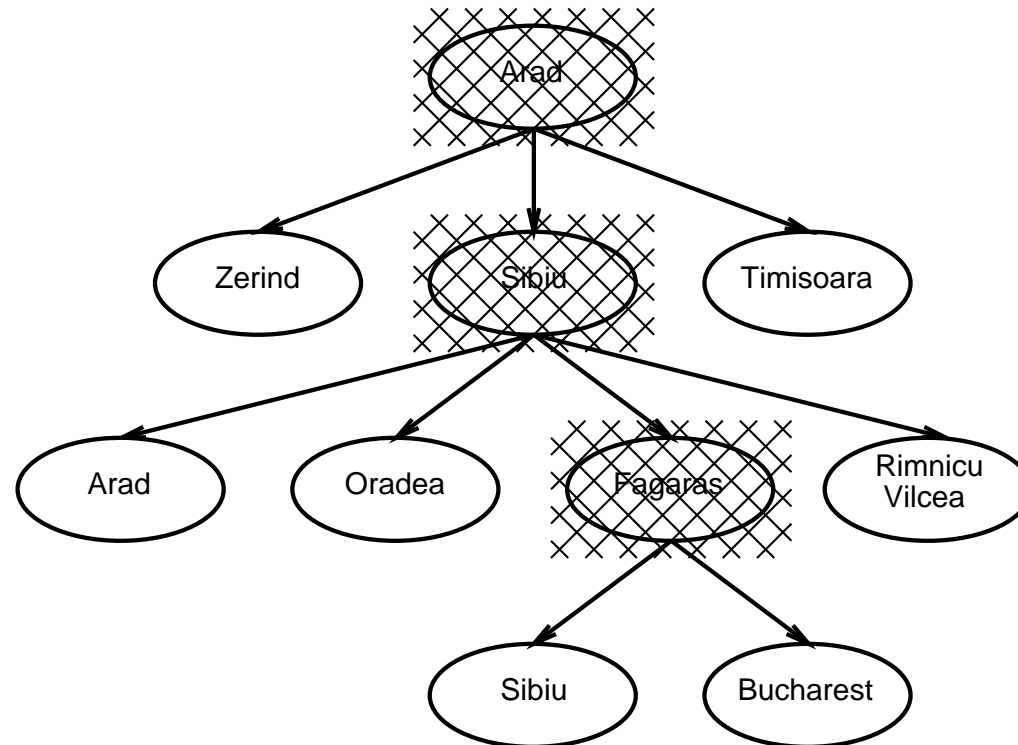 Arad
Zerind
Sibiu
Timisoara
Arad
Oradea
Fagaras
Rimnicu
Vilcea
Sibiu
Bucharest